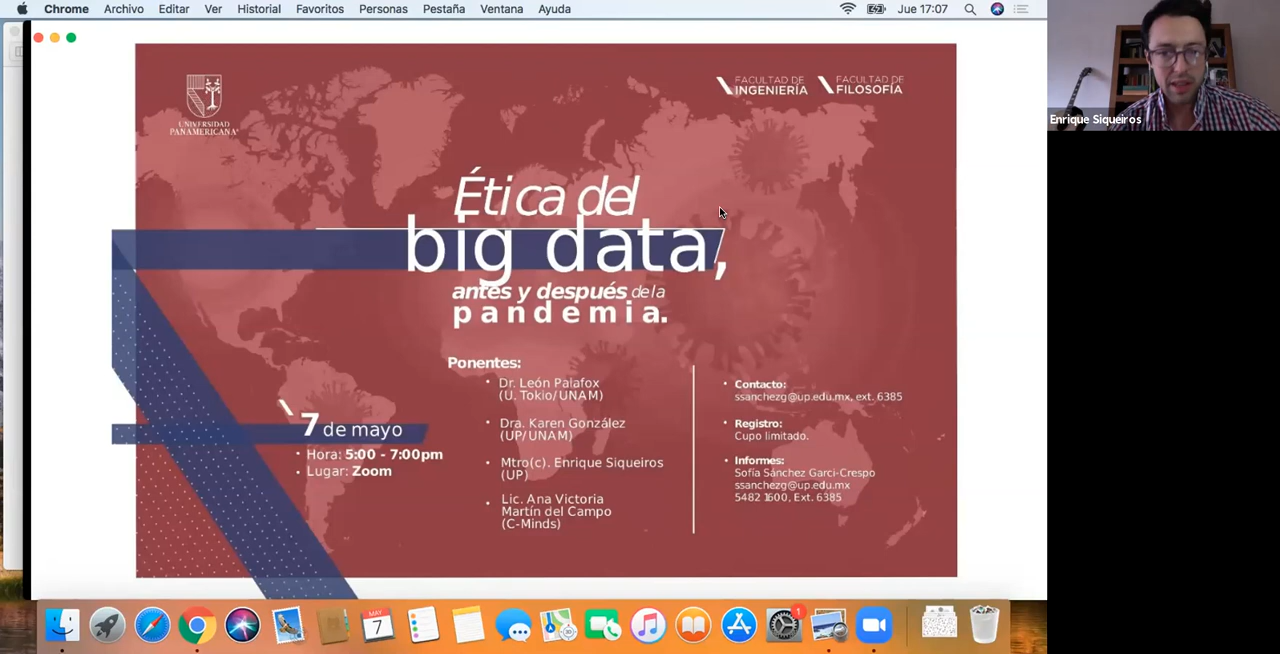 Chrome Archivo Editar Ver Historial Favoritos Personas Pestaña Ventana Ayuda
Jue 17:07
Enrique Siqueiros
UNIVERSIDAD
PANAMERICANA
FACULTAD DE
INGENIERÍA
FACULTAD DE
FILOSOFÍA
Ética del
big data,
antes y después de la
pandemia.
7 de mayo
• Hora: 5:00 - 7:00pm
• Lugar: Zoom
Ponentes:
• Dr. León Palafox
(U. Tokio/UNAM)
• Dra. Karen González
(UP/UNAM)
• Mtro(c). Enrique Siqueiros
(UP)
• Lic. Ana Victoria
Martín del Campo
(C-Minds)
• Contacto:
ssanchezg@up.edu.mx, ext. 6385
• Registro:
Cupo limitado.
• Informes:
Sofía Sánchez Garci-Crespo
ssanchezg@up.edu.mx
5482 1600, Ext. 6385
MAY
7
1